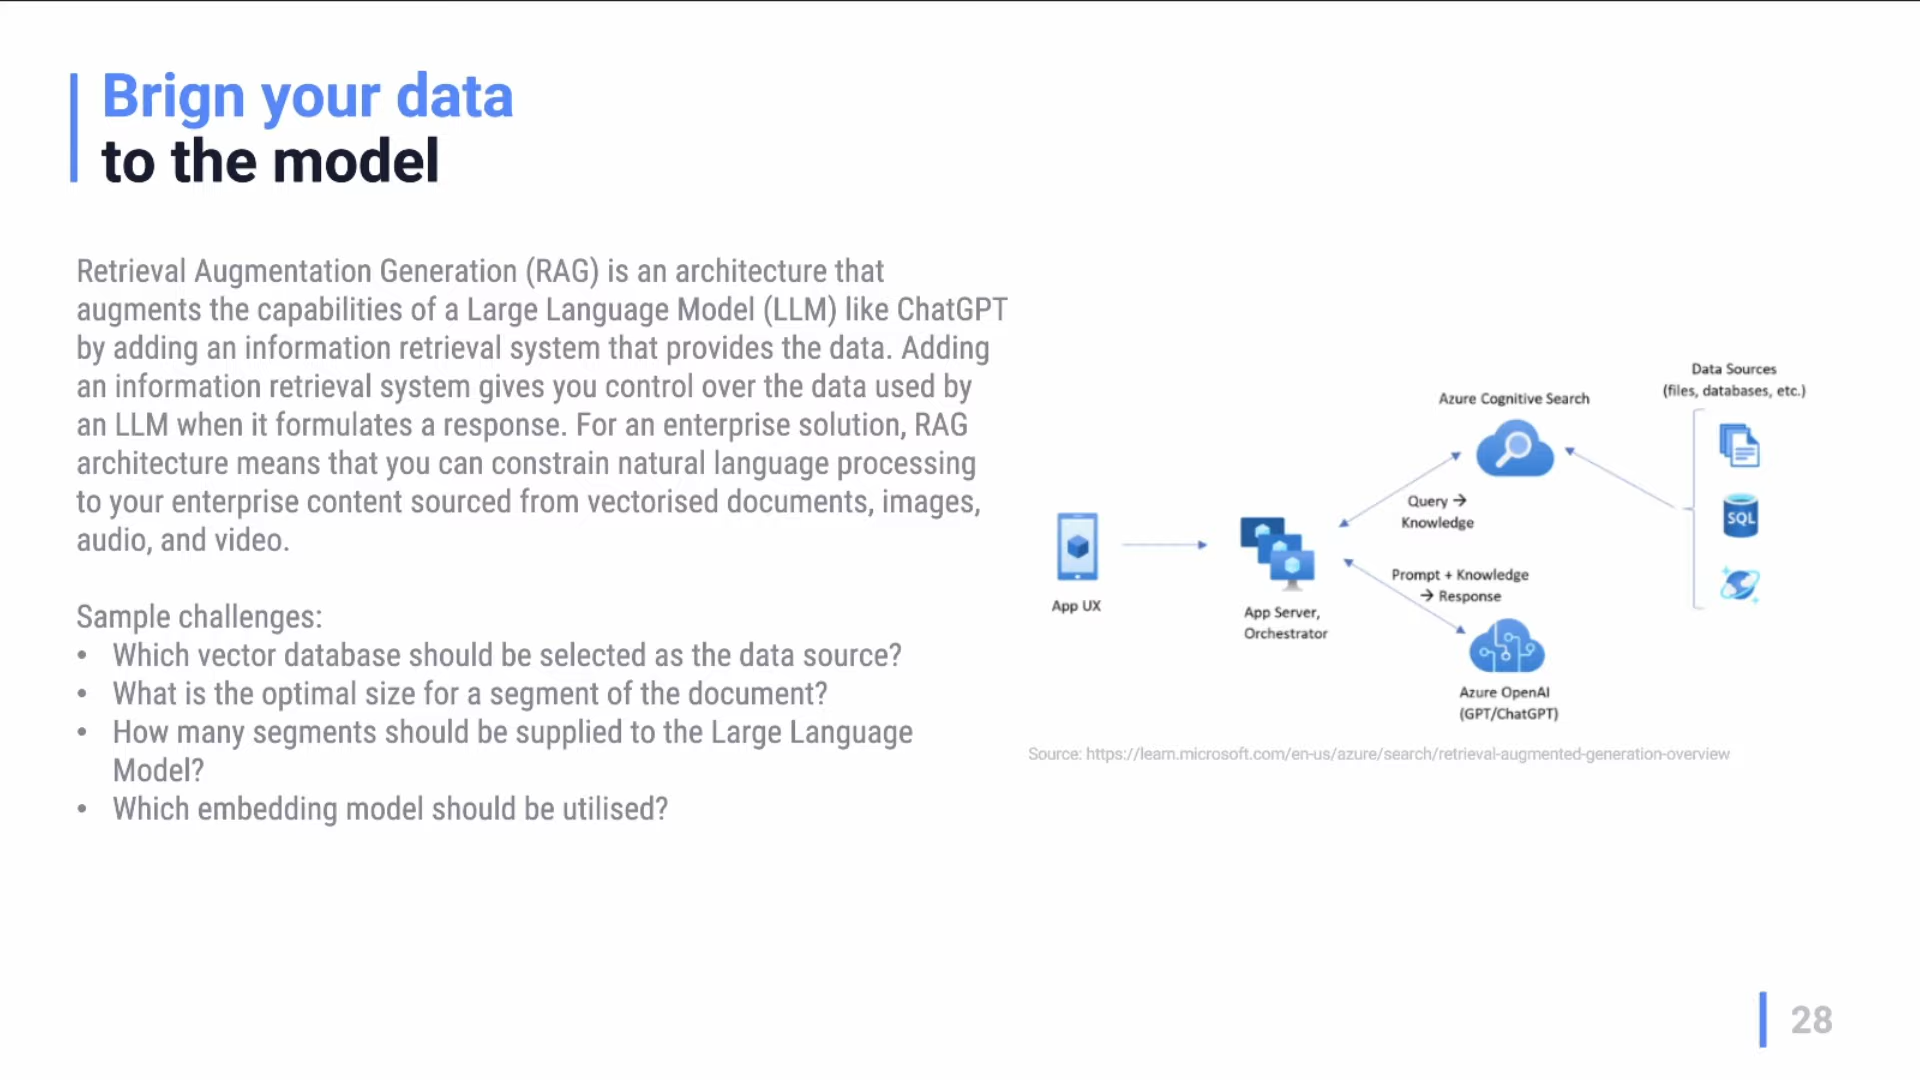 Brign your data
to the model
Retrieval Augmentation Generation (RAG) is an architecture that
augments the capabilities of a Large Language Model (LLM) like ChatGPT
by adding an information retrieval system that provides the data. Adding
an information retrieval system gives you control over the data used by
an LLM when it formulates a response. For an enterprise solution, RAG
architecture means that you can constrain natural language processing
to your enterprise content sourced from vectorised documents, images,
audio, and video.
Sample challenges:
• Which vector database should be selected as the data source?
• What is the optimal size for a segment of the document?
• How many segments should be supplied to the Large Language
Model?
• Which embedding model should be utilised?
App UX
App Server,
Orchestrator
Azure Cognitive Search
Query →
Knowledge
Prompt + Knowledge
→ Response
Azure OpenAI
(GPT/ChatGPT)
Data Sources
(files, databases, etc.)
SQL
Source: https://learn.microsoft.com/en-us/azure/search/retrieval-augmented-generation-overview
28